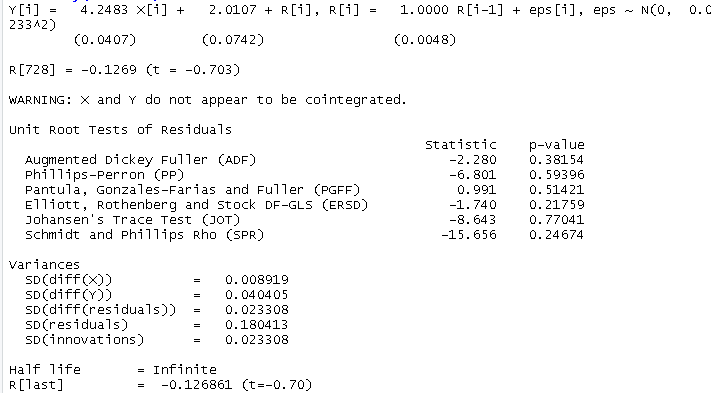 Y[i] =   4.2483 X[i] +   2.0107 + R[i], R[i] =   1.0000 R[i-1] + eps[i], eps ~ N(0,  0.0
233^2)
        (0.0407)        (0.0742)                (0.0048)
R[728] = -0.1269 (t = -0.703)
WARNING: X and Y do not appear to be cointegrated.
Unit Root Tests of Residuals
                                                    Statistic    p-value
  Augmented Dickey Fuller (ADF)                        -2.280    0.38154
  Phillips-Perron (PP)                                 -6.801    0.59396
  Pantula, Gonzales-Farias and Fuller (PGFF)            0.991    0.51421
  Elliott, Rothenberg and Stock DF-GLS (ERSD)          -1.740    0.21759
  Johansen's Trace Test (JOT)                          -8.643    0.77041
  Schmidt and Phillips Rho (SPR)                      -15.656    0.24674
Variances
  SD(diff(X))          =   0.008919
  SD(diff(Y))          =   0.040405
  SD(diff(residuals))  =   0.023308
  SD(residuals)        =   0.180413
  SD(innovations)      =   0.023308
Half life       = Infinite
R[last]         =  -0.126861 (t=-0.70)